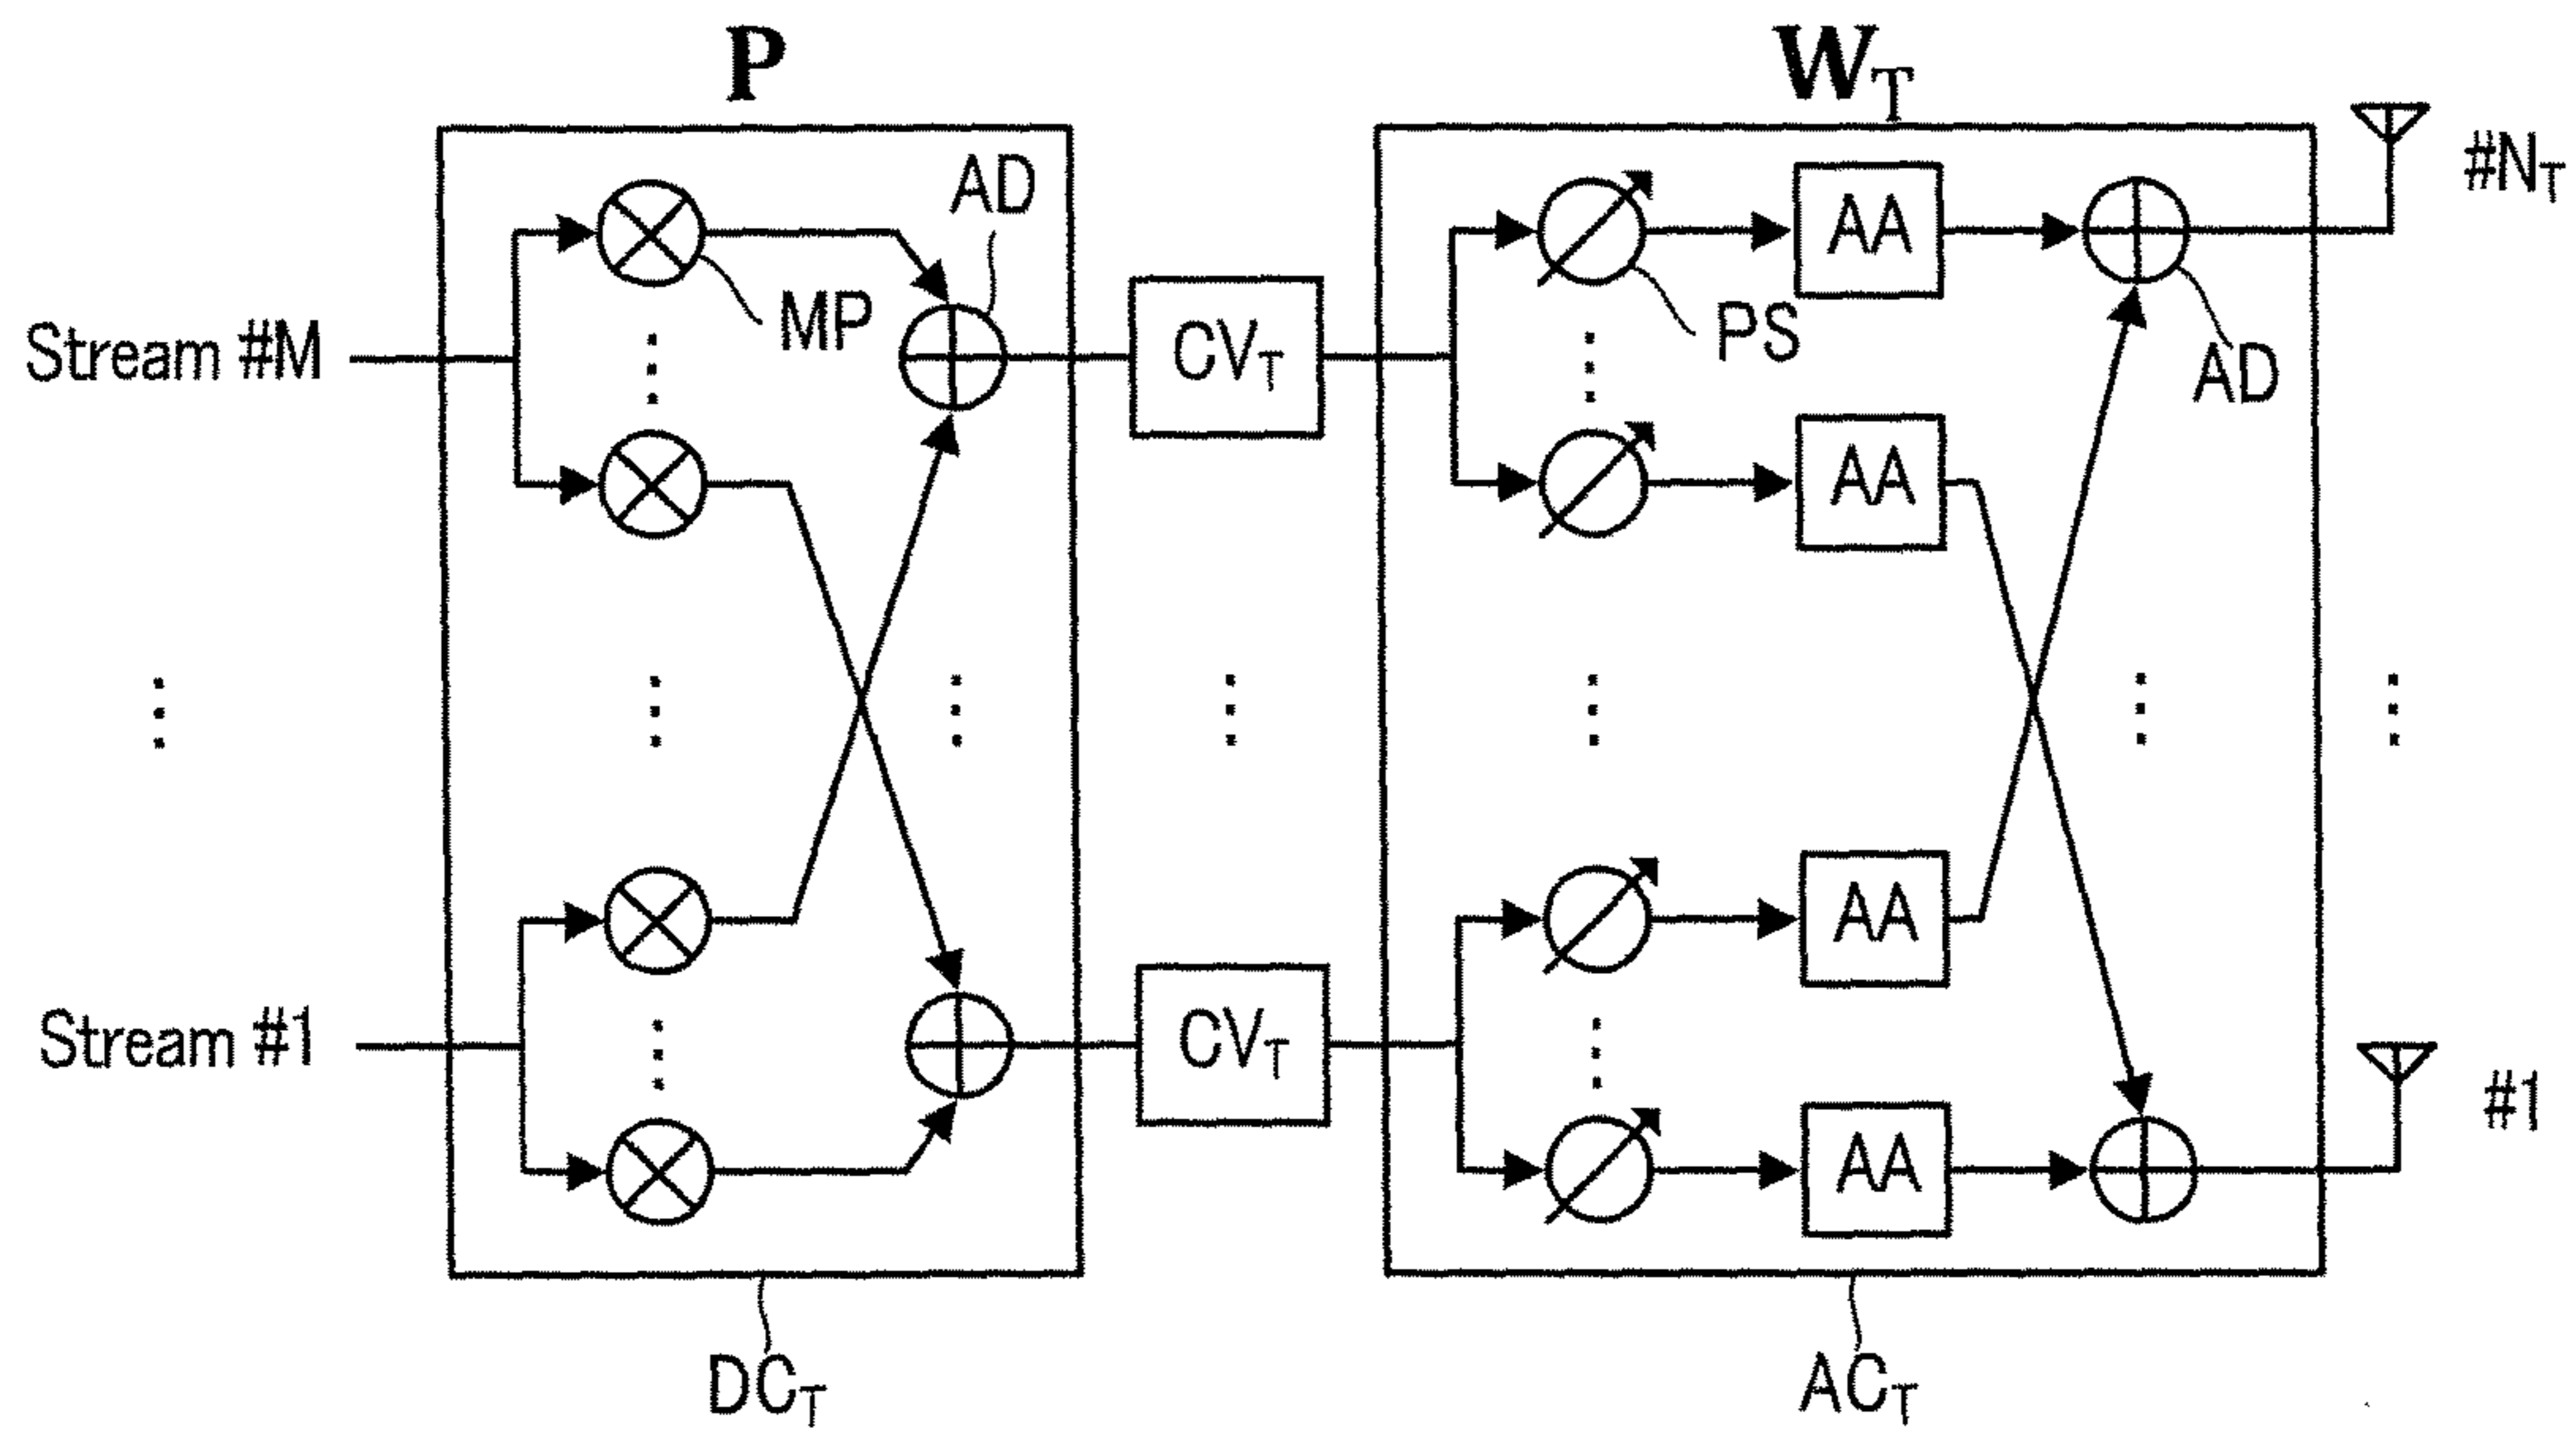 P
W_T
AD
#N_T
AA
MP
PS
Stream #M
CV_T
AD
AA
AA
Stream #1
CV_T
#1
AA
DC_T
AC_T